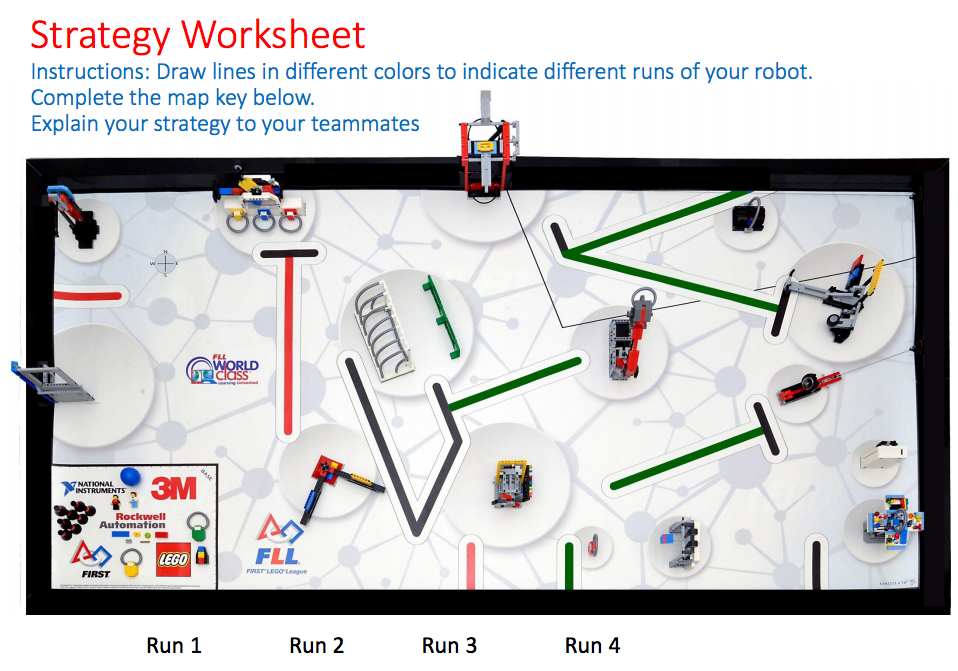 Strategy Worksheet
Instructions: Draw lines in different colors to indicate different runs of your robot.
Complete the map key below.
Explain your strategy to your teammates
N
W E
S
FLL
WORLD
CLASS
Learning Unleashed
BASE
NATIONAL
INSTRUMENTS
3M
Rockwell
Automation
FIRST
LEGO
FLL
FIRST LEGO League
Run 1 Run 2 Run 3 Run 4